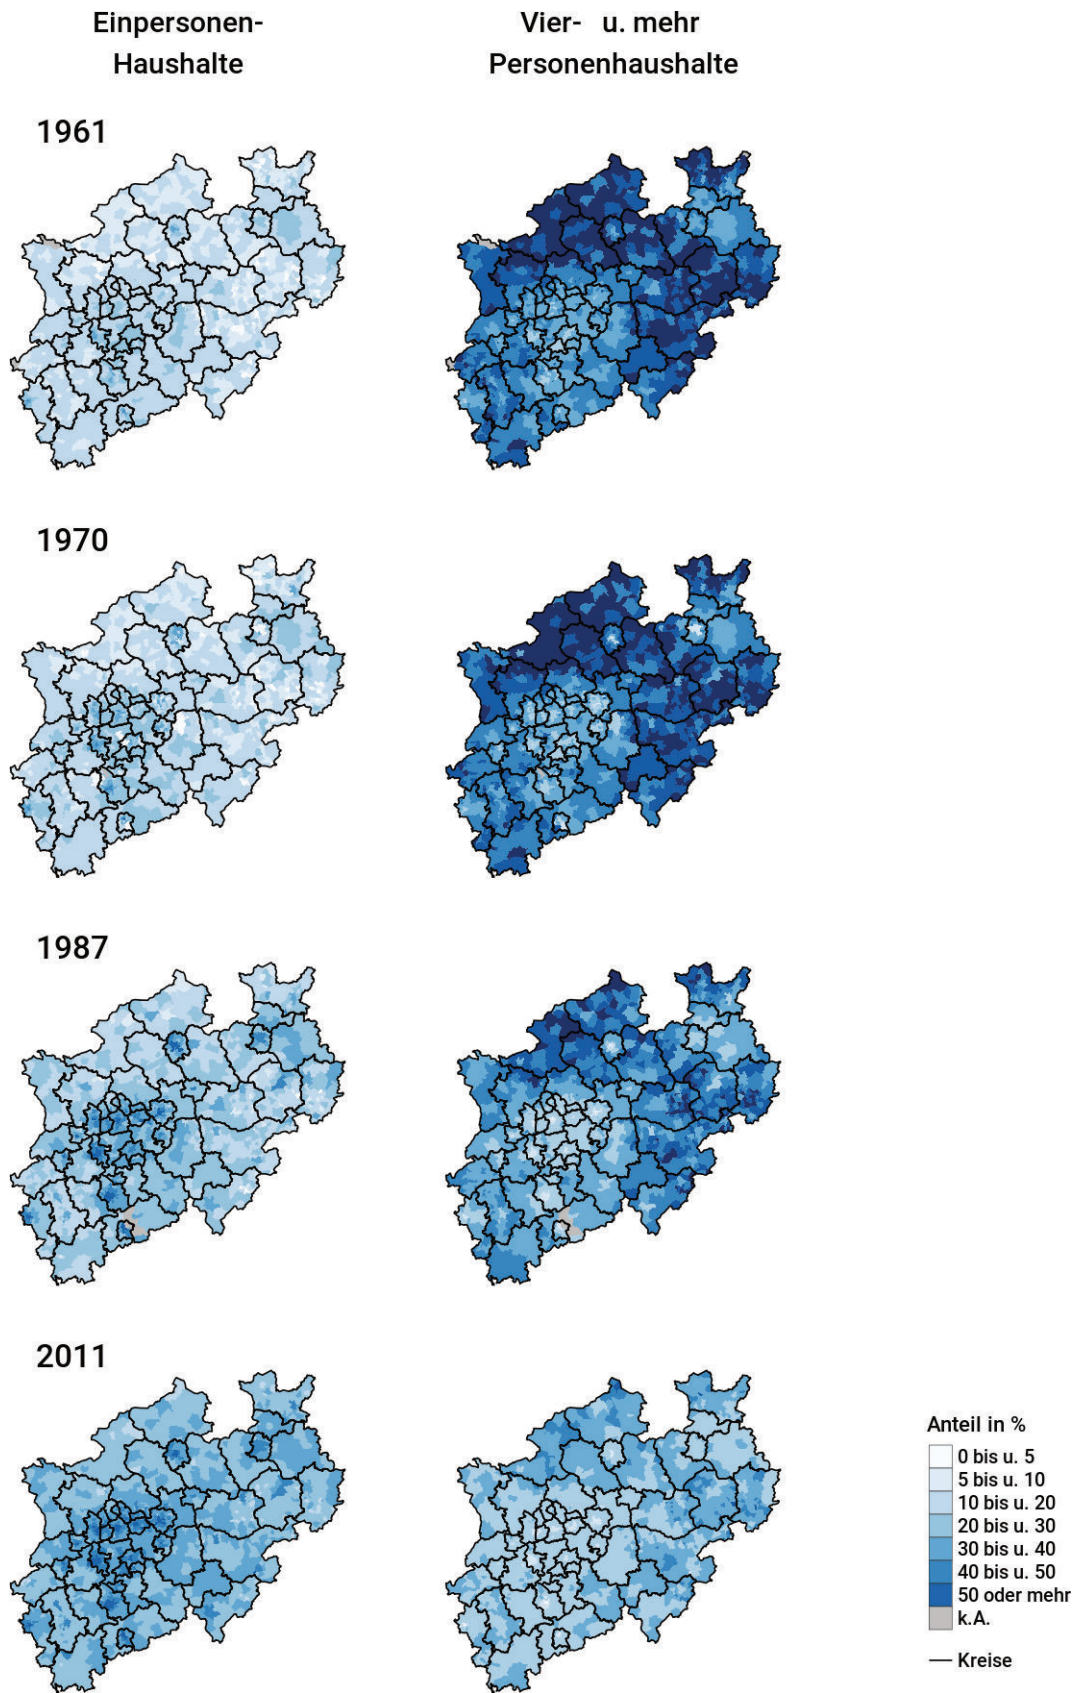 Einpersonen-
Haushalte
Vier- u. mehr
Personenhaushalte
1961
1970
1987
2011
Anteil in %
0 bis u. 5
5 bis u. 10
10 bis u. 20
20 bis u. 30
30 bis u. 40
40 bis u. 50
50 oder mehr
k.A.
Kreise